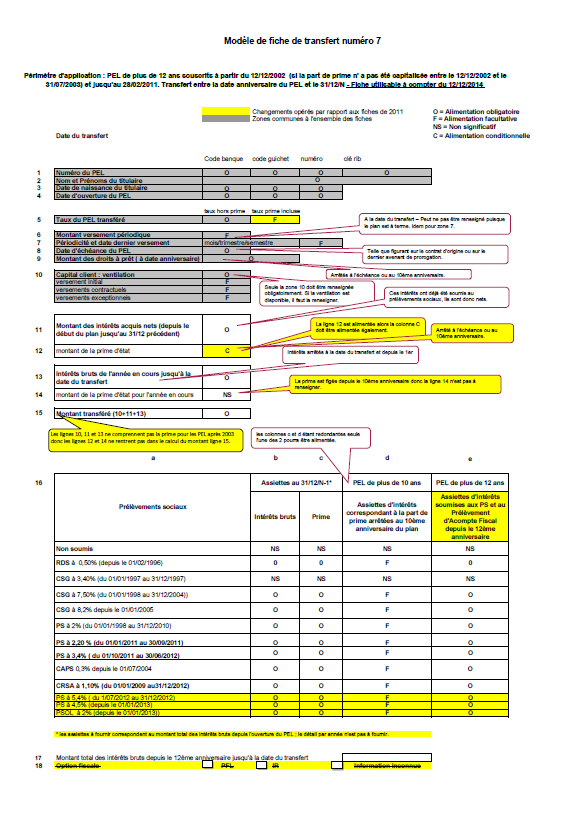 Modèle de fiche de transfert numéro 7
Périmètre d'application : PEL de plus de 12 ans souscrits à partir du 12/12/2002 (si la part de prime n' a pas été capitalisée entre le 12/12/2002 et le
31/07/2003) et jusqu'au 28/02/2011. Transfert entre la date anniversaire du PEL et le 31/12/N - Fiche utilisable à compter du 12/12/2014
Changements opérés par rapport aux fiches de 2011
Zones communes à l'ensemble des fiches
O = Alimentation obligatoire
F = Alimentation facultative
NS = Non significatif
C = Alimentation conditionnelle
Date du transfert
Code banque code guichet numéro clé rib
1 Numéro du PEL O O O O
2 Nom et Prénoms du titulaire O
3 Date de naissance du titulaire O O O
4 Date d'ouverture du PEL O O O
taux hors prime taux prime incluse
5 Taux du PEL transféré O F
6 Montant versement périodique F
7 Périodicité et date dernier versement mois/trimestre/semestre F
8 Date d'échéance du PEL O
9 Montant des droits à prêt ( à date anniversaire) O
A la date du transfert – Peut ne pas être renseigné puisque
le plan est à terme. Idem pour zone 7.
Telle que figurant sur le contrat d'origine ou sur le
dernier avenant de prorogation.
Arrêtés à l'échéance ou au 10ème anniversaire.
10 Capital client : ventilation O
versement initial F
versements contractuels F
versements exceptionnels F
Seule la zone 10 doit être renseignée
obligatoirement. Si la ventilation est
disponible, il faut la renseigner.
Ces intérêts ont déjà été soumis au
prélèvements sociaux, ils sont donc nets.
11 Montant des intérêts acquis nets (depuis le
début du plan jusqu'au 31/12 précédent) O
12 montant de la prime d'état C
La ligne 12 est alimentée alors la colonne C
doit être alimentée également.
Arrêté à l'échéance ou au
10ème anniversaire.
Intérêts arrêtés à la date du transfert et depuis le 1er
13 Intérêts bruts de l'année en cours jusqu'à la
date du transfert O
14 montant de la prime d'état pour l'année en cours NS
La prime est figée depuis le 10ème anniversaire donc la ligne 14 n'est pas à
renseigner.
15 Montant transféré (10+11+13) O
Les lignes 10, 11 et 13 ne comprennent pas la prime pour les PEL après 2003
donc les lignes 12 et 14 ne rentrent pas dans le calcul du montant ligne 15.
les colonnes c et d étant redondantes seule
l'une des 2 pourra être alimentée.
a b c d e
16 Prélèvements sociaux Assiettes au 31/12/N-1* PEL de plus de 10 ans PEL de plus de 12 ans
Intérêts bruts Prime
Assiettes d'intérêts
correspondant à la part de
prime arrêtées au 10ème
anniversaire du plan
Assiettes d'intérêts
soumises aux PS et au
Prélèvement
d'Acompte Fiscal
depuis le 12ème
anniversaire
Non soumis NS NS NS NS
RDS à 0,50% (depuis le 01/02/1996) 0 0 F 0
CSG à 3,40% (du 01/01/1997 au 31/12/1997) NS NS NS NS
CSG à 7,50% (du 01/01/1998 au 31/12/2004)) O O F O
CSG à 8,2% depuis le 01/01/2005 O O F O
PS à 2% (du 01/01/1998 au 31/12/2010) O O F O
PS à 2,20 % (du 01/01/2011 au 30/09/2011) O O F O
PS à 3,4% ( du 01/10/2011 au 30/06/2012) O O F O
CAPS 0,3% depuis le 01/07/2004 O O F O
CRSA à 1,10% (du 01/01/2009 au31/12/2012) O O F O
PS à 5.4% ( du 1/07/2012 au 31/12/2012) O O F O
PS à 4,5% (depuis le 01/01/2013) O O F O
PSOL à 2% (depuis le 01/01/2013)) O O F O
* les assiettes à fournir correspondent au montant total des intérêts bruts depuis l'ouverture du PEL ; le détail par année n'est pas à fournir.
17 Montant total des intérêts bruts depuis le 12ème anniversaire jusqu'à la date du transfert
18 Option fiscale PFL IR Information inconnue